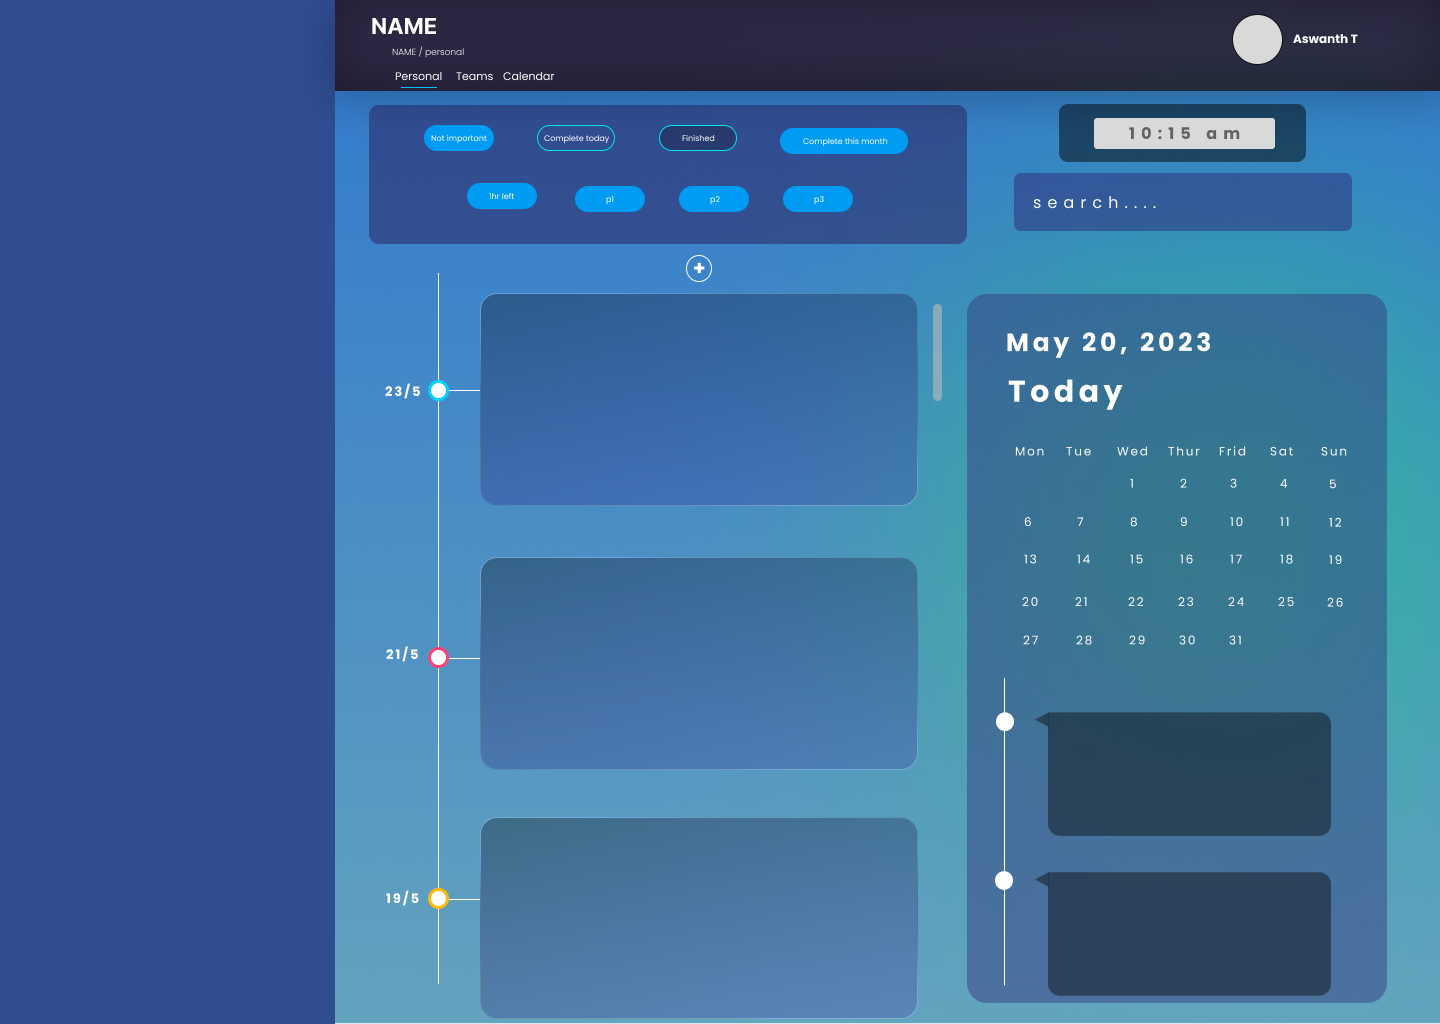 NAME
NAME / personal
Personal Teams Calendar
Aswanth T
Not important Complete today Finished Complete this month
1hr left p1 p2 p3
10:15 am
search....
23/5
21/5
19/5
May 20, 2023
Today
Mon Tue Wed Thur Frid Sat Sun
1 2 3 4 5
6 7 8 9 10 11 12
13 14 15 16 17 18 19
20 21 22 23 24 25 26
27 28 29 30 31